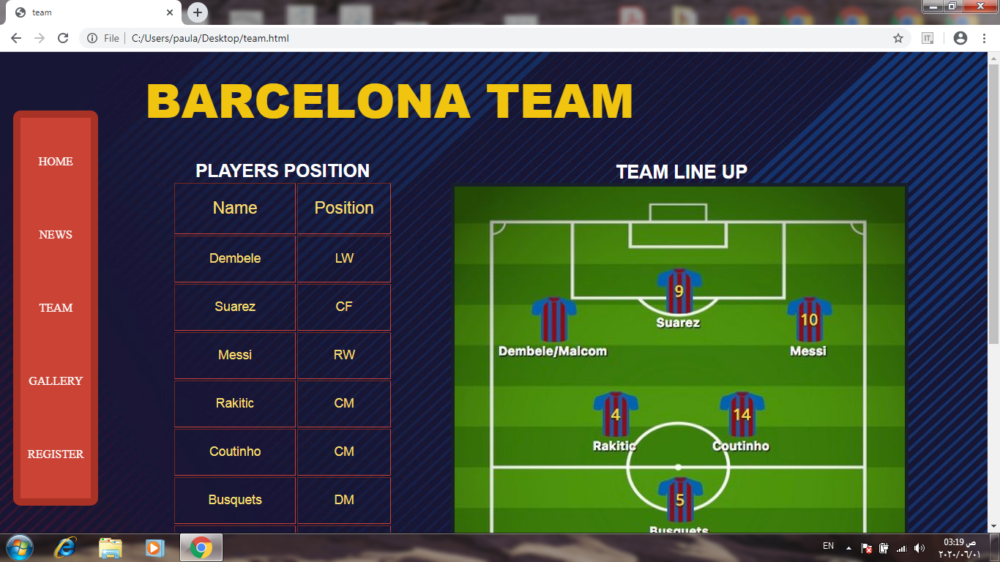 team
File
C:/Users/paula/Desktop/team.html
BARCELONA TEAM
HOME
NEWS
TEAM
GALLERY
REGISTER
PLAYERS POSITION
Name Position
Dembele LW
Suarez CF
Messi RW
Rakitic CM
Coutinho CM
Busquets DM
TEAM LINE UP
9
Suarez
10
Dembele/Malcom Messi
4 14
Rakitic Coutinho
5
Busquets
EN
03:19 ص
٢٠٢٠/٠٦/٠١